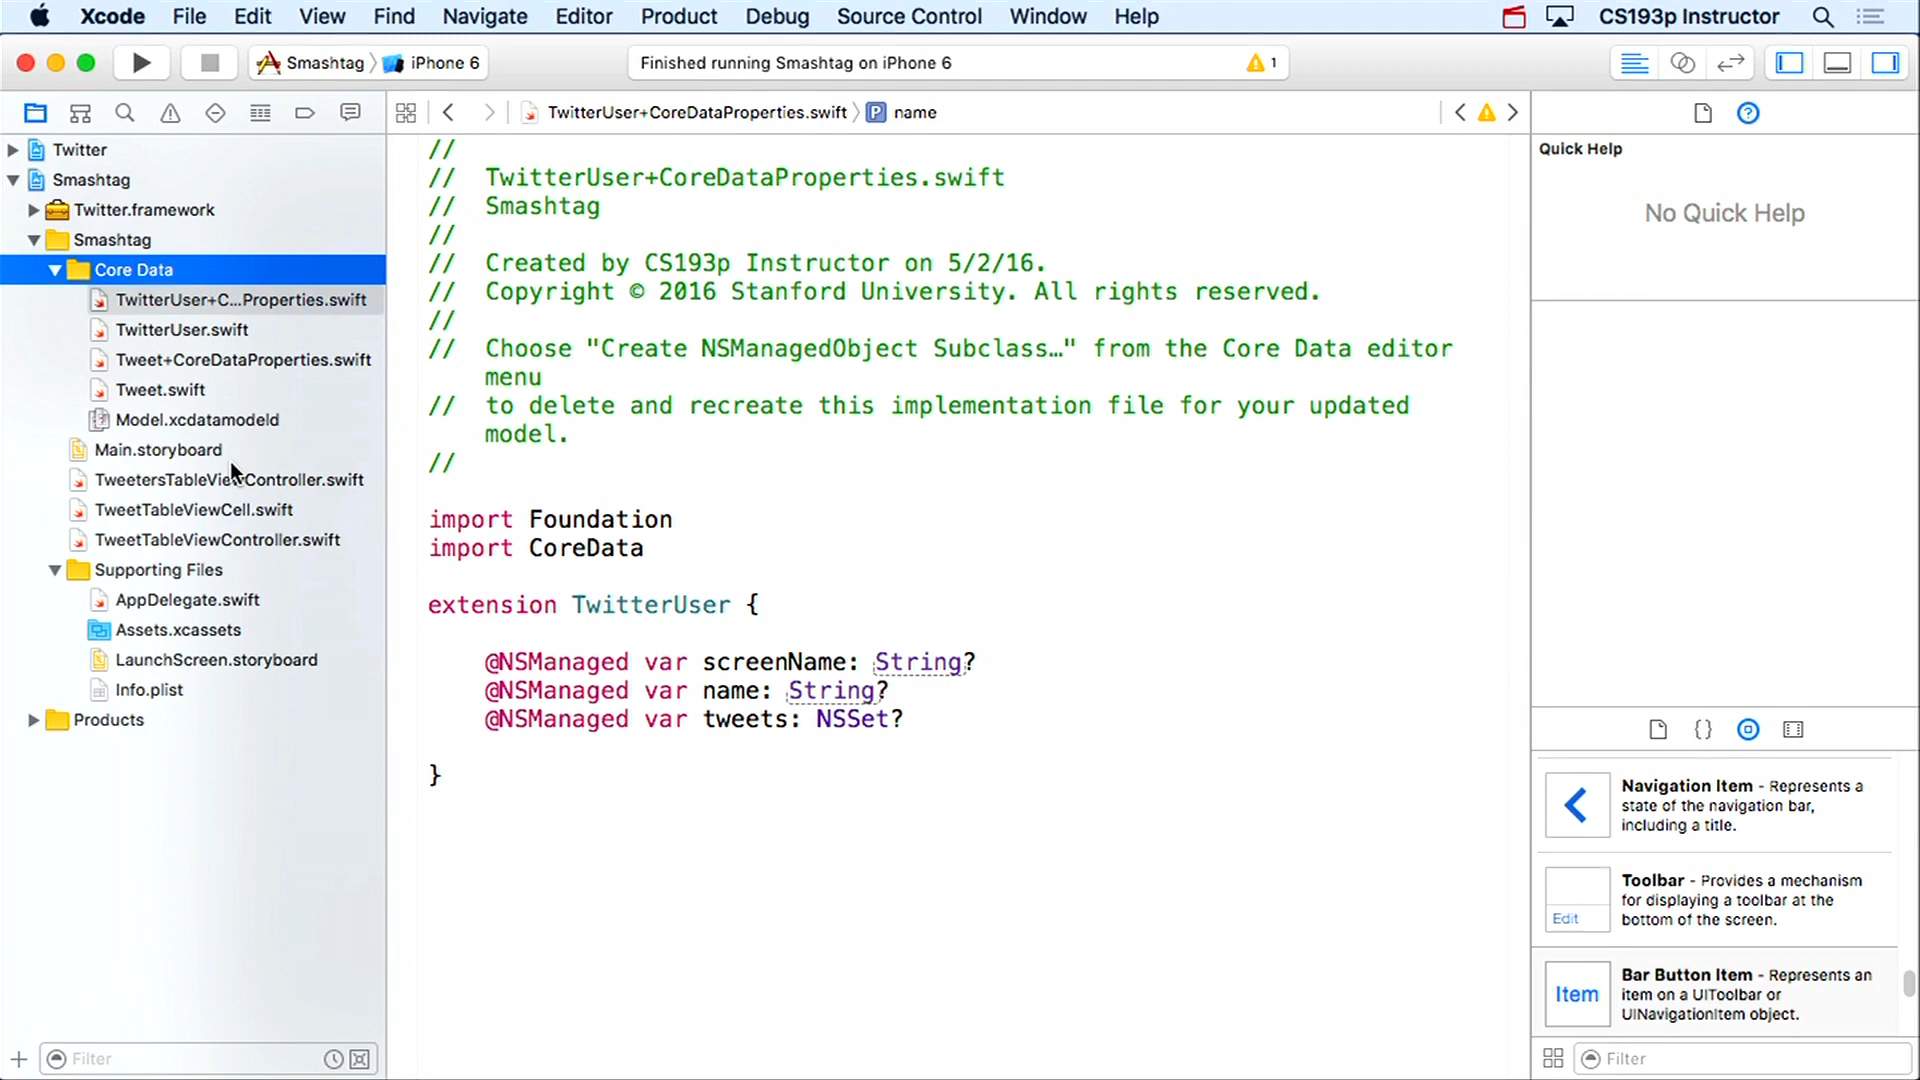 Xcode File Edit View Find Navigate Editor Product Debug Source Control Window Help CS193p Instructor
Smashtag iPhone 6
Finished running Smashtag on iPhone 6
1
TwitterUser+CoreDataProperties.swift P name
Twitter
Smashtag
Twitter.framework
Smashtag
Core Data
TwitterUser+C...Properties.swift
TwitterUser.swift
Tweet+CoreDataProperties.swift
Tweet.swift
Model.xcdatamodeld
Main.storyboard
TweetersTableViewController.swift
TweetTableViewCell.swift
TweetTableViewController.swift
Supporting Files
AppDelegate.swift
Assets.xcassets
LaunchScreen.storyboard
Info.plist
Products
Filter
//
// TwitterUser+CoreDataProperties.swift
// Smashtag
//
// Created by CS193p Instructor on 5/2/16.
// Copyright © 2016 Stanford University. All rights reserved.
//
// Choose "Create NSManagedObject Subclass…" from the Core Data editor
menu
// to delete and recreate this implementation file for your updated
model.
//
import Foundation
import CoreData
extension TwitterUser {
@NSManaged var screenName: String?
@NSManaged var name: String?
@NSManaged var tweets: NSSet?
}
Quick Help
No Quick Help
{}
Navigation Item - Represents a
state of the navigation bar,
including a title.
Edit
Toolbar - Provides a mechanism
for displaying a toolbar at the
bottom of the screen.
Item
Bar Button Item - Represents an
item on a UIToolbar or
UINavigationItem object.
Filter